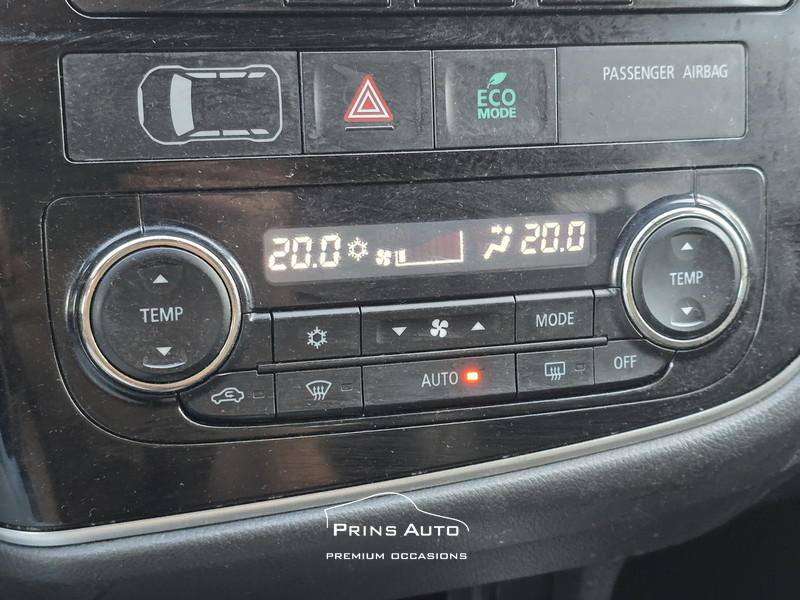 PASSENGER AIRBAG
ECO
MODE
20.0 20.0
TEMP
TEMP
MODE
AUTO
OFF
PRINS AUTO
PREMIUM OCCASIONS